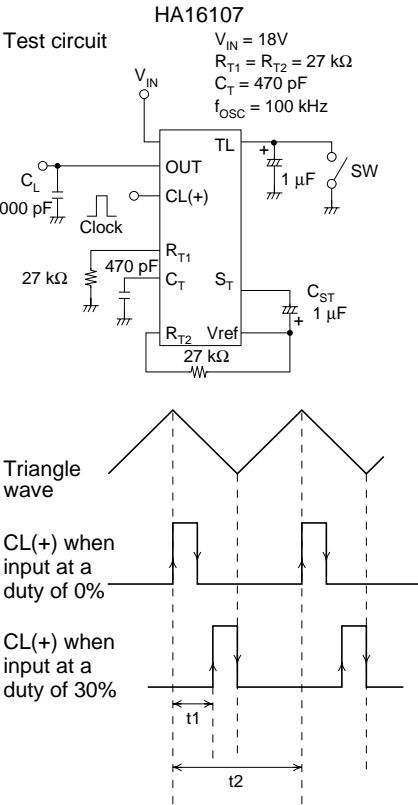 HA16107
Test circuit
V_IN = 18V
R_T1 = R_T2 = 27 kΩ
C_T = 470 pF
f_OSC = 100 kHz
V_IN
TL
+
1 μF
SW
OUT
C_L
000 pF
CL(+)
Clock
R_T1
27 kΩ
470 pF
C_T
S_T
C_ST
1 μF
+
R_T2
Vref
27 kΩ
Triangle
wave
CL(+) when
input at a
duty of 0%
CL(+) when
input at a
duty of 30%
t1
t2